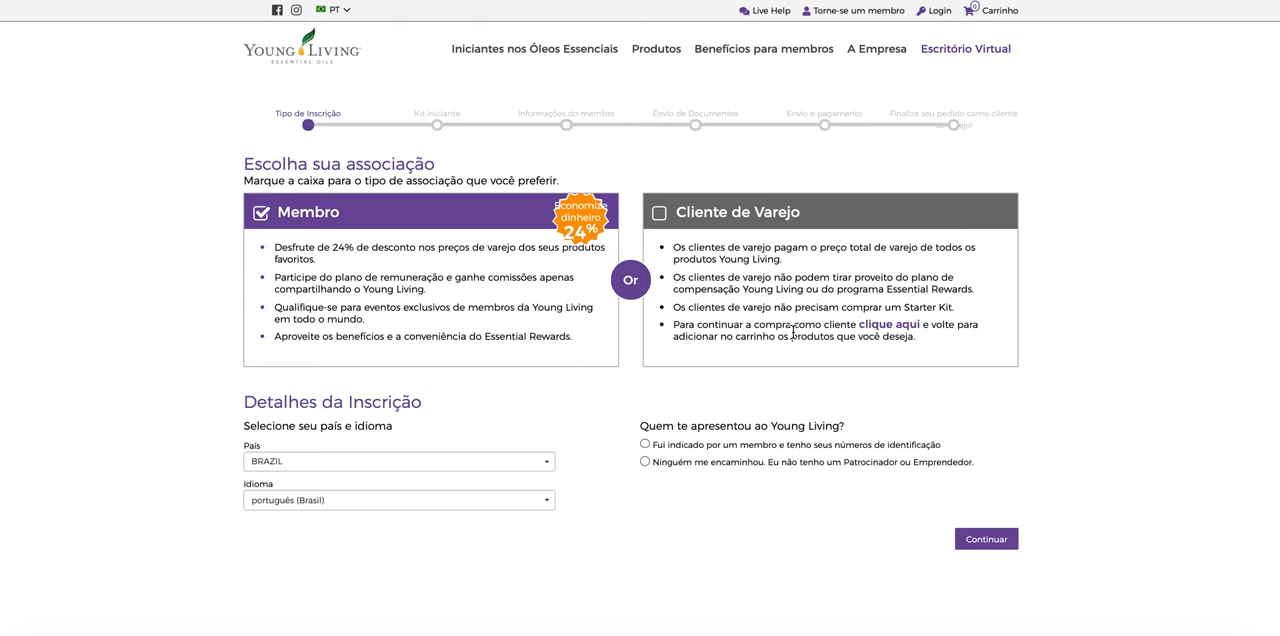 PT
Live Help
Torne-se um membro
Login
0
Carrinho
YOUNG LIVING
ESSENTIAL OILS
Iniciantes nos Óleos Essenciais
Produtos
Benefícios para membros
A Empresa
Escritório Virtual
Tipo de Inscrição
Kit Iniciante
Informações do membro
Envio de Documentos
Envio e pagamento
Finalize seu pedido como cliente
Escolha sua associação
Marque a caixa para o tipo de associação que você preferir.
Membro
Economize
dinheiro
24%
Desfrute de 24% de desconto nos preços de varejo dos seus produtos
favoritos.
Participe do plano de remuneração e ganhe comissões apenas
compartilhando o Young Living.
Qualifique-se para eventos exclusivos de membros da Young Living
em todo o mundo.
Aproveite os benefícios e a conveniência do Essential Rewards.
Or
Cliente de Varejo
Os clientes de varejo pagam o preço total de varejo de todos os
produtos Young Living.
Os clientes de varejo não podem tirar proveito do plano de
compensação Young Living ou do programa Essential Rewards.
Os clientes de varejo não precisam comprar um Starter Kit.
Para continuar a compra como cliente clique aqui e volte para
adicionar no carrinho os produtos que você deseja.
Detalhes da Inscrição
Selecione seu país e idioma
País
BRAZIL
Idioma
português (Brasil)
Quem te apresentou ao Young Living?
Fui indicado por um membro e tenho seus números de identificação
Ninguém me encaminhou. Eu não tenho um Patrocinador ou Emprendedor.
Continuar